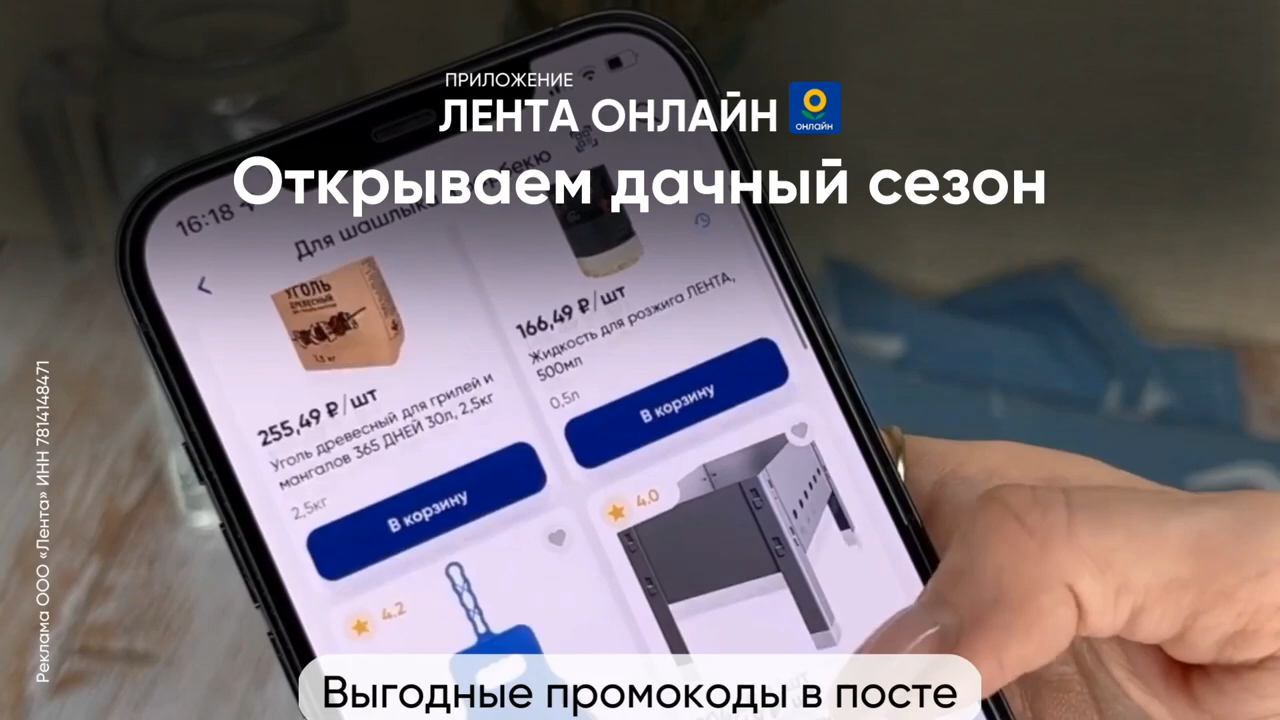 ПРИЛОЖЕНИЕ
ЛЕНТА ОНЛАЙН
ОНЛАЙН
Открываем дачный сезон
16:18
Для шашлыка
УГОЛЬ
ДРЕВЕСНЫЙ
255,49 ₽/шт
Уголь древесный для грилей и
мангалов 365 ДНЕЙ 30л, 2,5кг
2,5кг
В корзину
166,49 ₽/шт
Жидкость для розжига ЛЕНТА,
500мл
0,5л
В корзину
4.2
4.0
Выгодные промокоды в посте
Реклама ООО «Лента» ИНН 7814148471